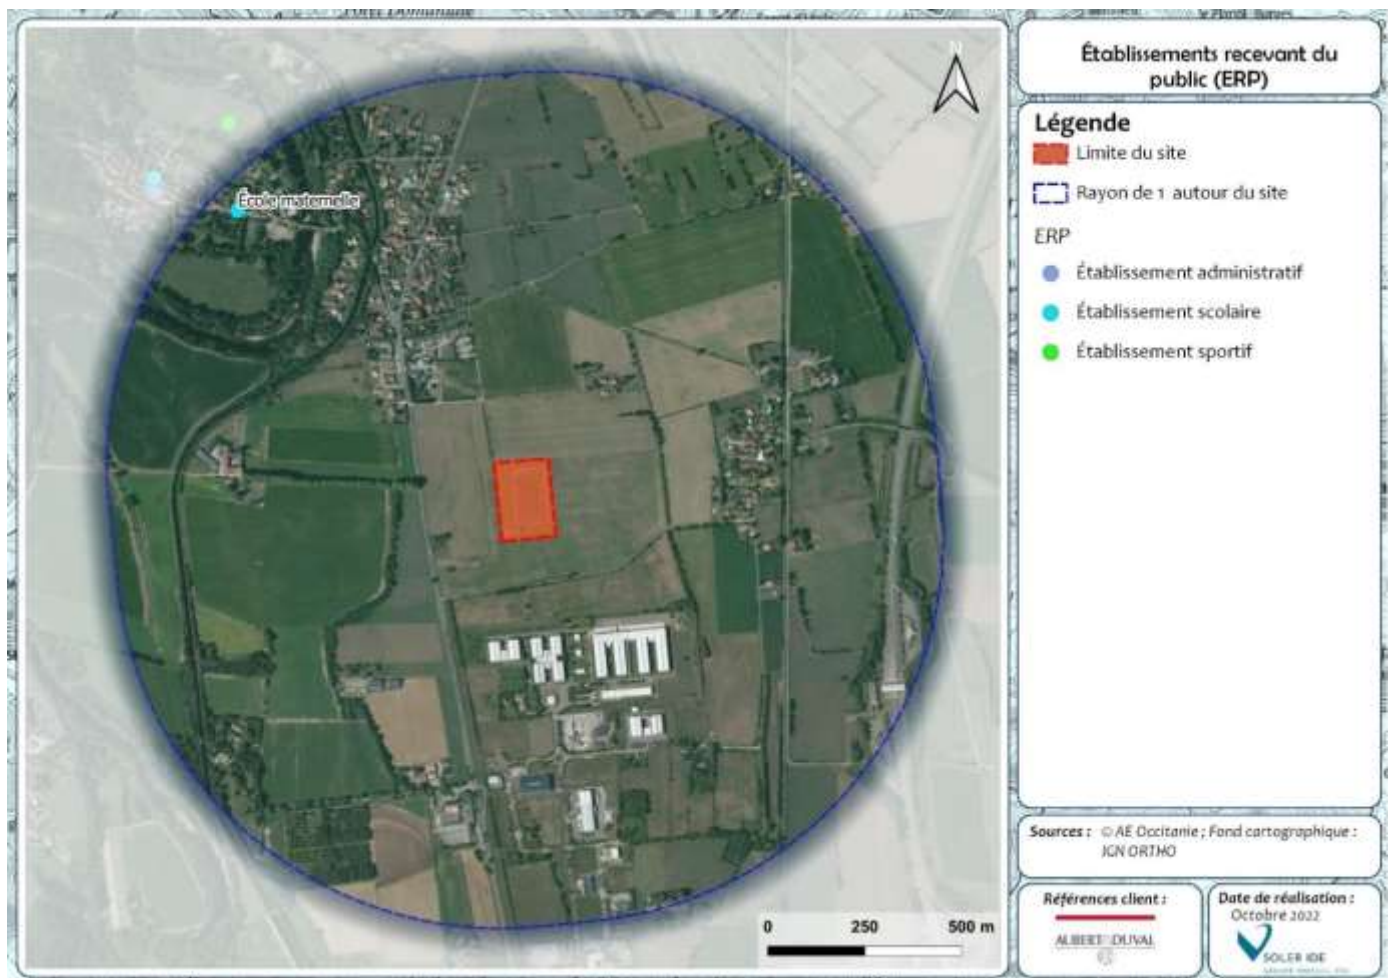 École maternelle
N
0 250 500 m
Établissements recevant du
public (ERP)
Légende
Limite du site
Rayon de 1 autour du site
ERP
Établissement administratif
Établissement scolaire
Établissement sportif
Sources : © AE Occitanie ; Fond cartographique :
IGN ORTHO
Références client :
AUBERT & DUVAL
Date de réalisation :
Octobre 2022
SOLER IDE